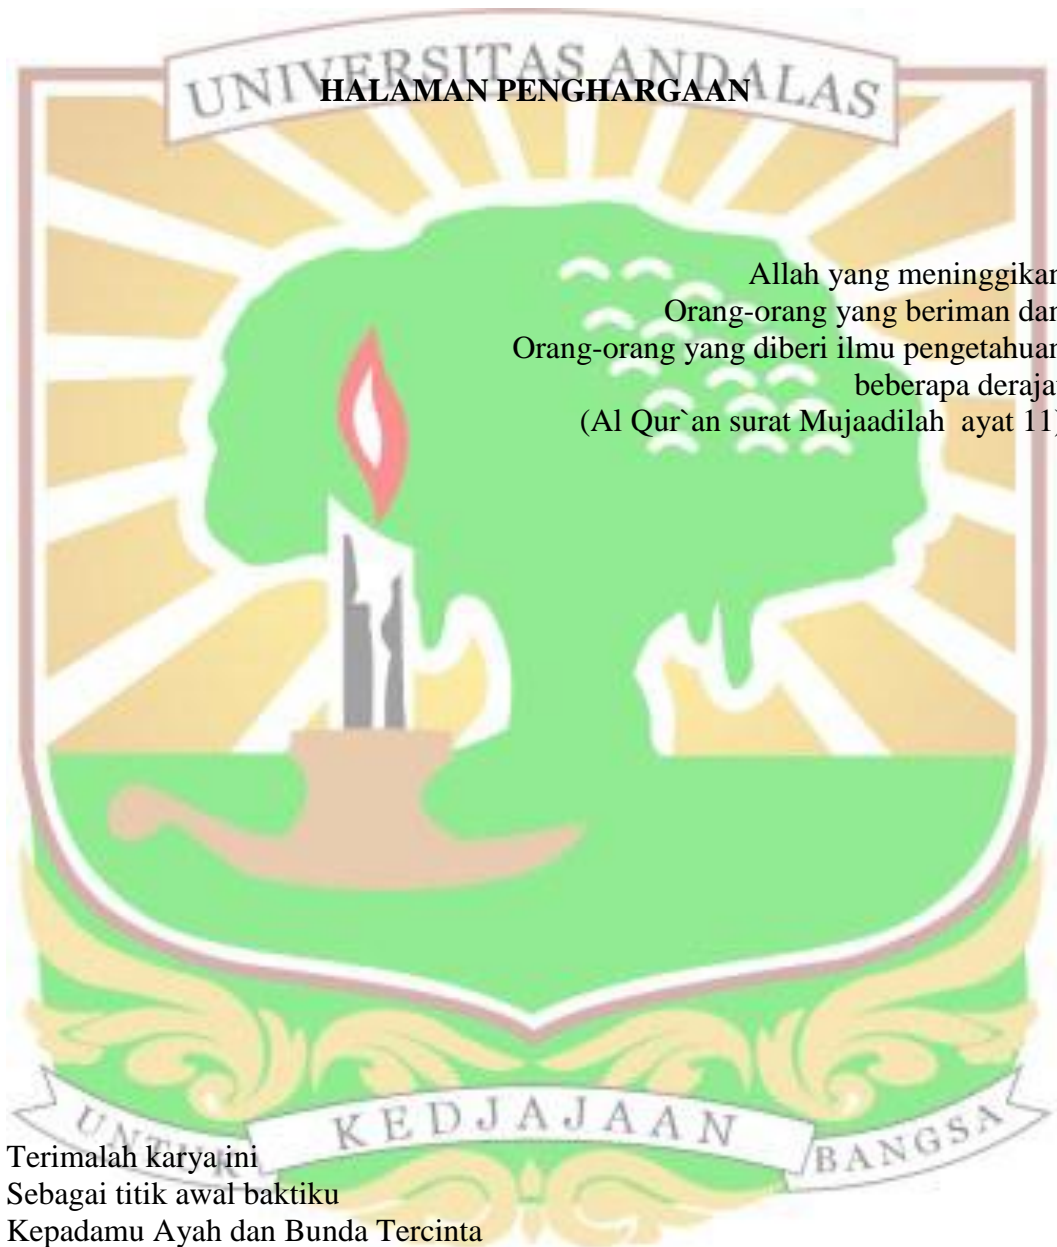 UNIVERSITAS ANDALAS
HALAMAN PENGHARGAAN
Allah yang meninggikan
Orang-orang yang beriman dan
Orang-orang yang diberi ilmu pengetahuan
beberapa derajat
(Al Qur`an surat Mujaadilah ayat 11)
UNTUK KEDJAJAAN BANGSA
Terimalah karya ini
Sebagai titik awal baktiku
Kepadamu Ayah dan Bunda Tercinta